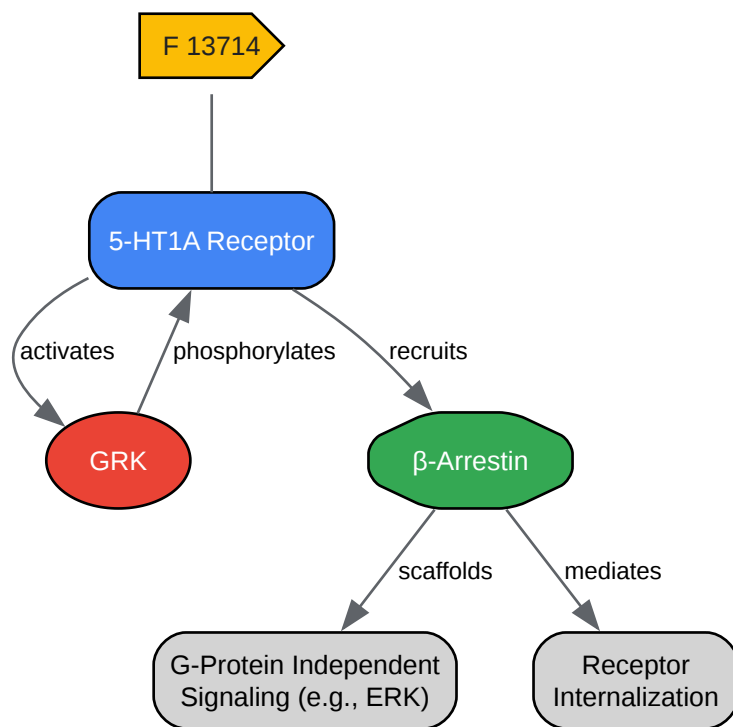 F 13714
5-HT1A Receptor
activates
phosphorylates
recruits
GRK
β-Arrestin
scaffolds
mediates
G-Protein Independent
Signaling (e.g., ERK)
Receptor
Internalization